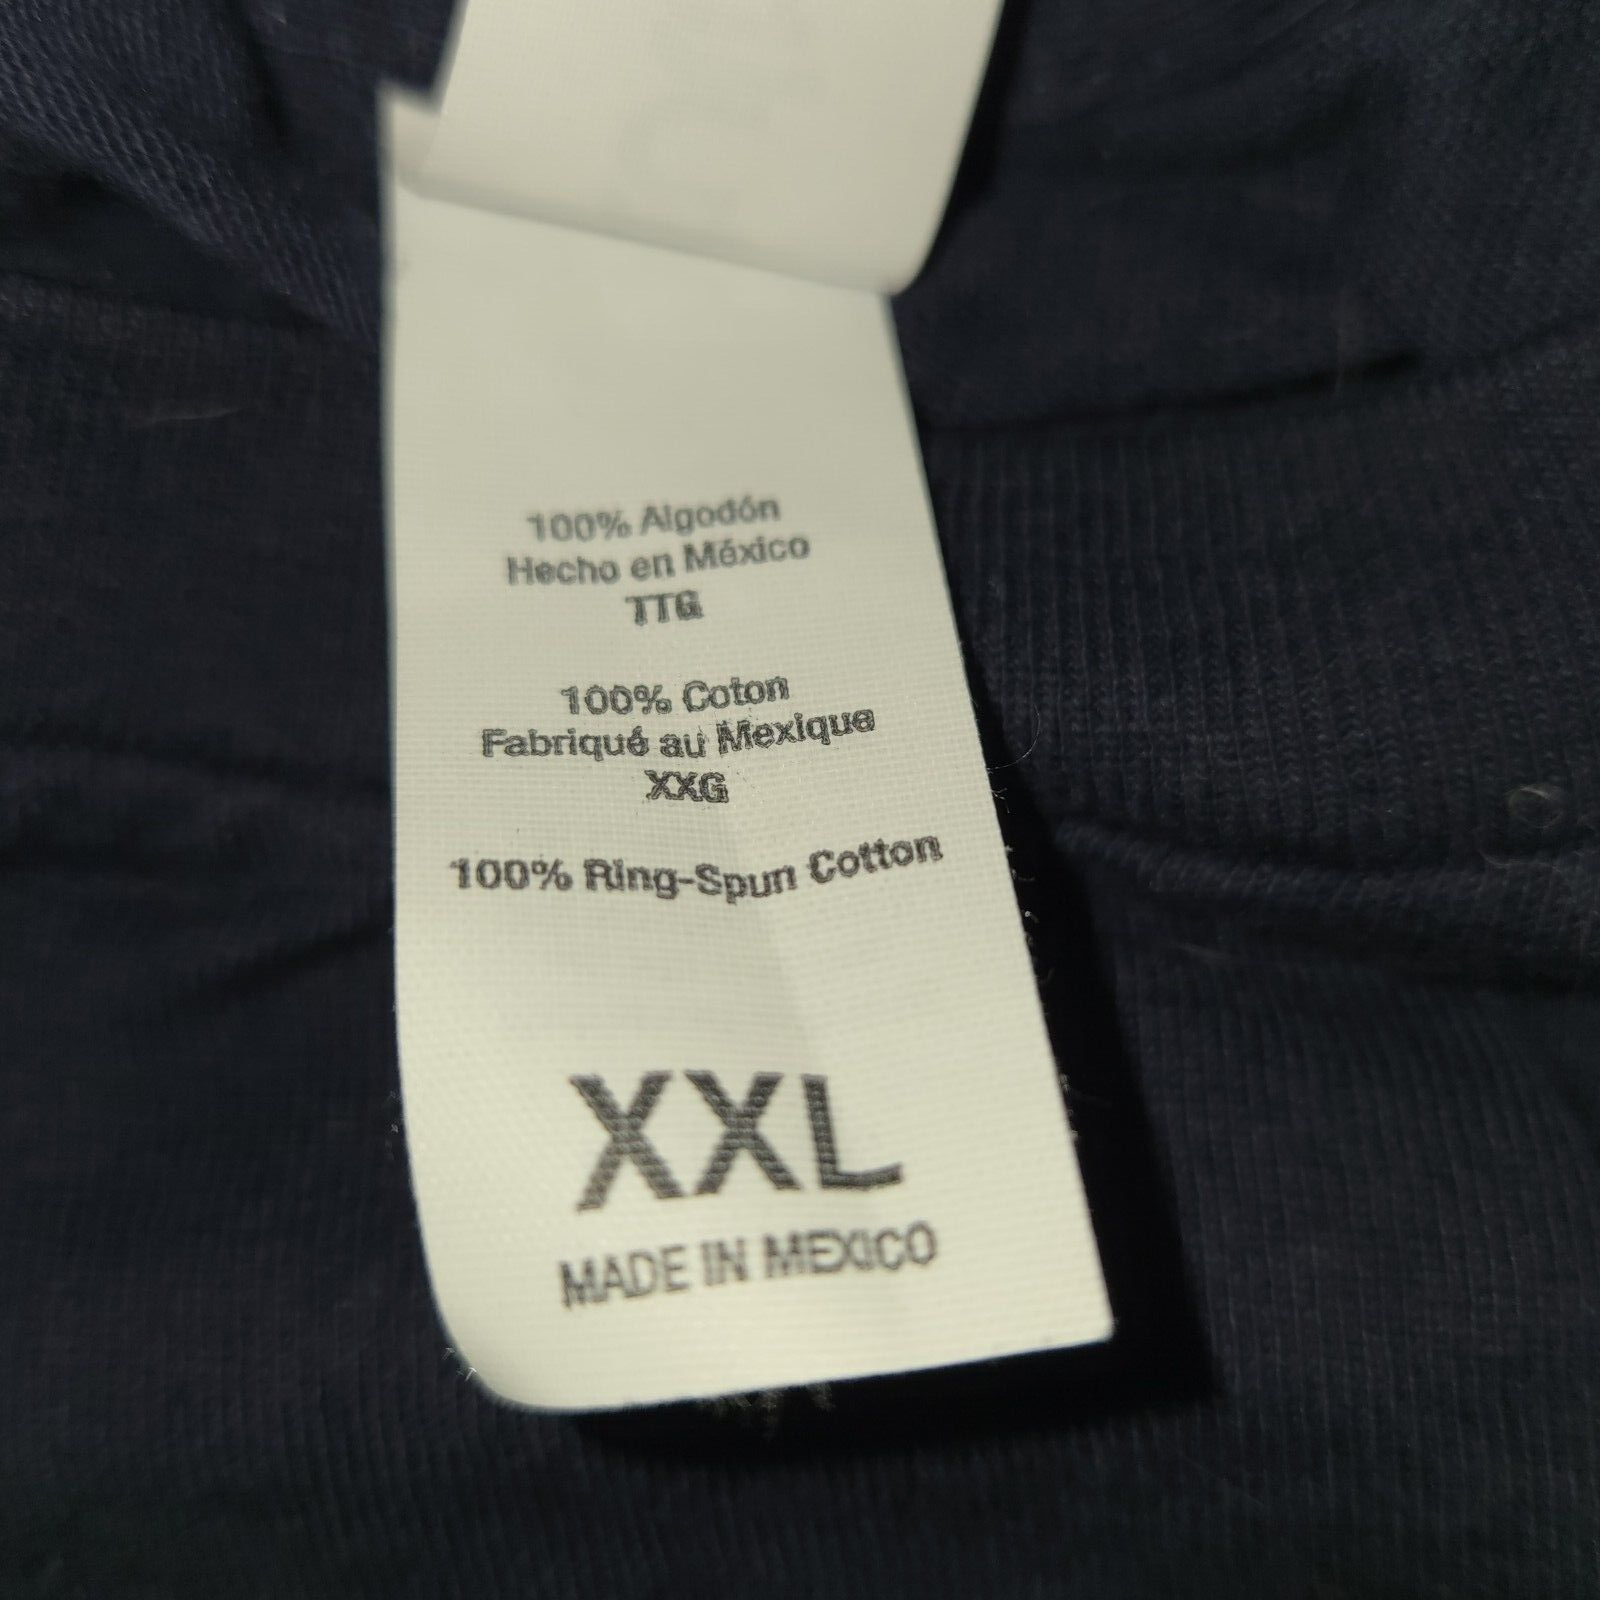 100% Algodón
Hecho en México
TTG
100% Coton
Fabriqué au Mexique
XXG
100% Ring-Spun Cotton
XXL
MADE IN MEXICO